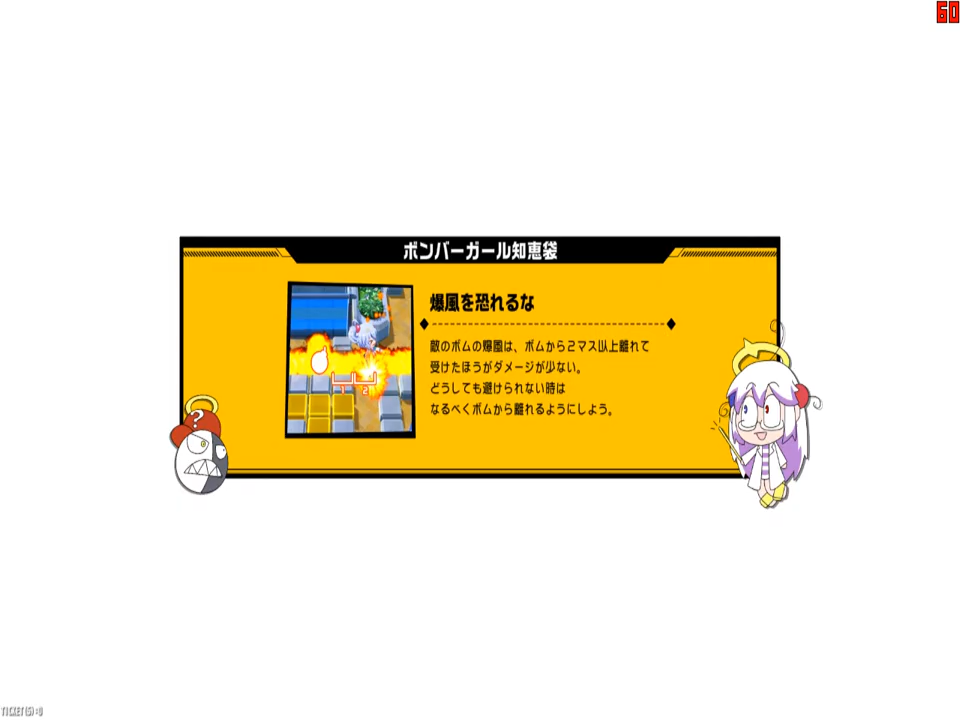 60
ボンバーガール知恵袋
爆風を恐れるな
敵のボムの爆風は、ボムから2マス以上離れて
受けたほうがダメージが少ない。
どうしても避けられない時は
なるべくボムから離れるようにしよう。
?
TICKET(S):0